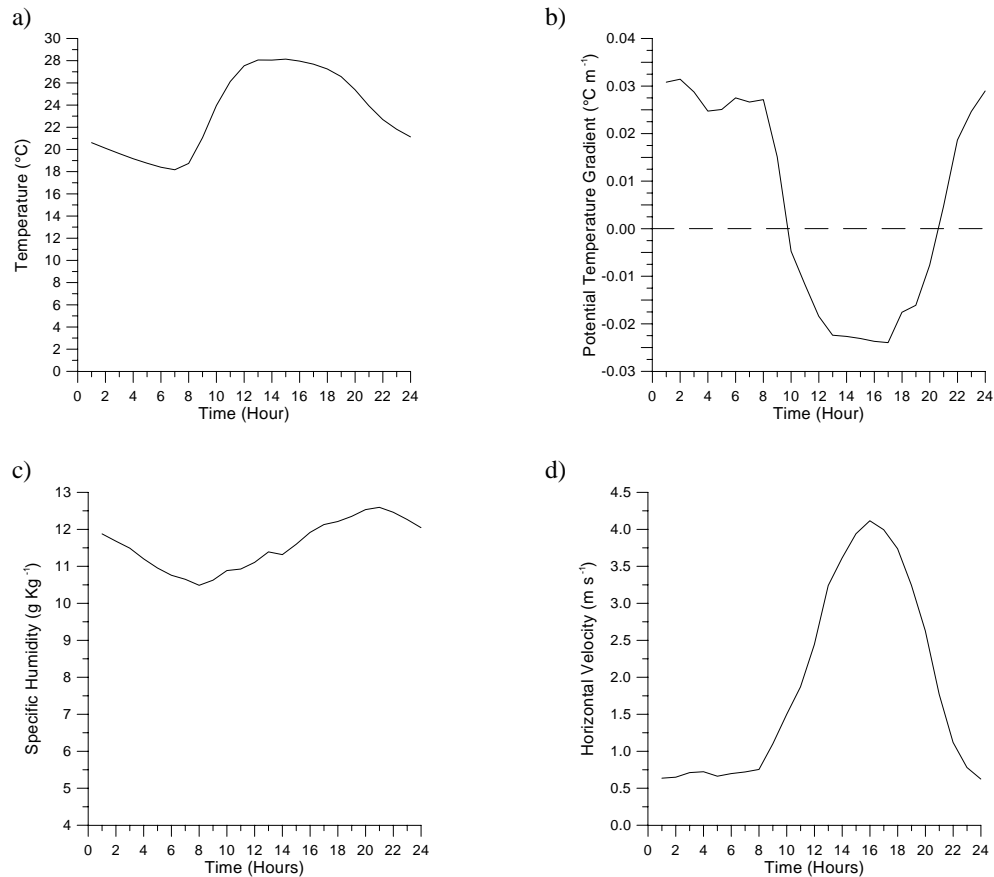 a)
30
28
26
24
22
20
18
16
14
12
10
8
6
4
2
0
Temperature (°C)
0 2 4 6 8 10 12 14 16 18 20 22 24
Time (Hour)
b)
0.04
0.03
0.02
0.01
0.00
-0.01
-0.02
-0.03
Potential Temperature Gradient (°C m⁻¹)
0 2 4 6 8 10 12 14 16 18 20 22 24
Time (Hour)
c)
13
12
11
10
9
8
7
6
5
4
Specific Humidity (g Kg⁻¹)
0 2 4 6 8 10 12 14 16 18 20 22 24
Time (Hours)
d)
4.5
4.0
3.5
3.0
2.5
2.0
1.5
1.0
0.5
0.0
Horizontal Velocity (m s⁻¹)
0 2 4 6 8 10 12 14 16 18 20 22 24
Time (Hours)